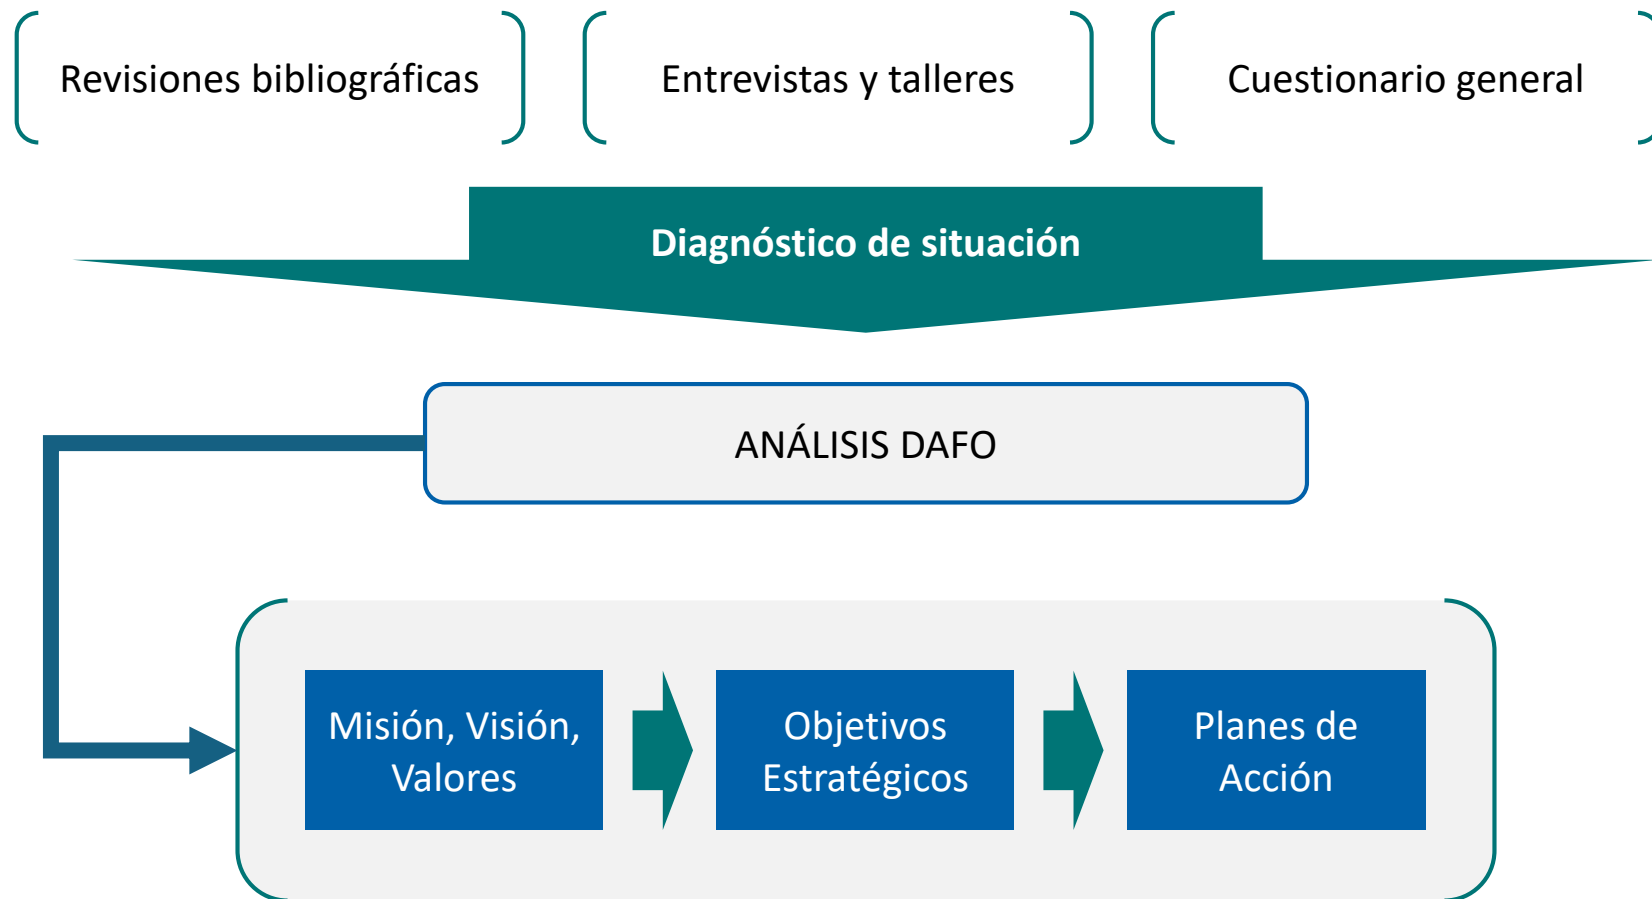 Revisiones bibliográficas
Entrevistas y talleres
Cuestionario general
Diagnóstico de situación
ANÁLISIS DAFO
Misión, Visión,
Valores
Objetivos
Estratégicos
Planes de
Acción